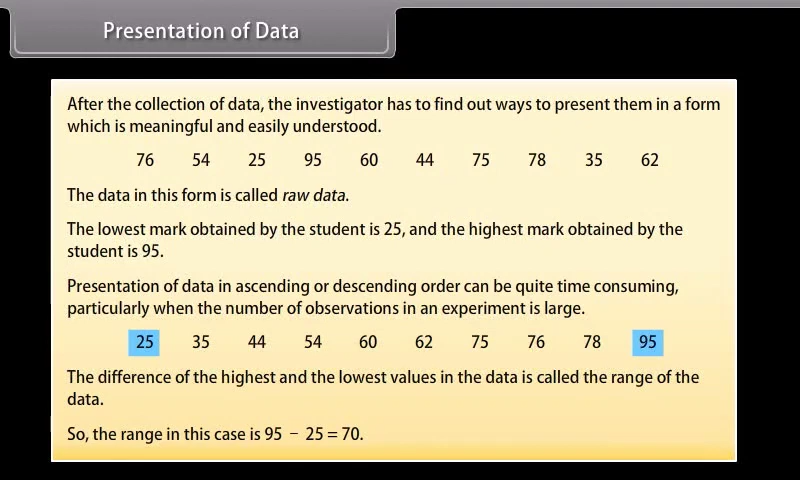 Presentation of Data
After the collection of data, the investigator has to find out ways to present them in a form
which is meaningful and easily understood.
76 54 25 95 60 44 75 78 35 62
The data in this form is called raw data.
The lowest mark obtained by the student is 25, and the highest mark obtained by the
student is 95.
Presentation of data in ascending or descending order can be quite time consuming,
particularly when the number of observations in an experiment is large.
25 35 44 54 60 62 75 76 78 95
The difference of the highest and the lowest values in the data is called the range of the
data.
So, the range in this case is 95 − 25 = 70.